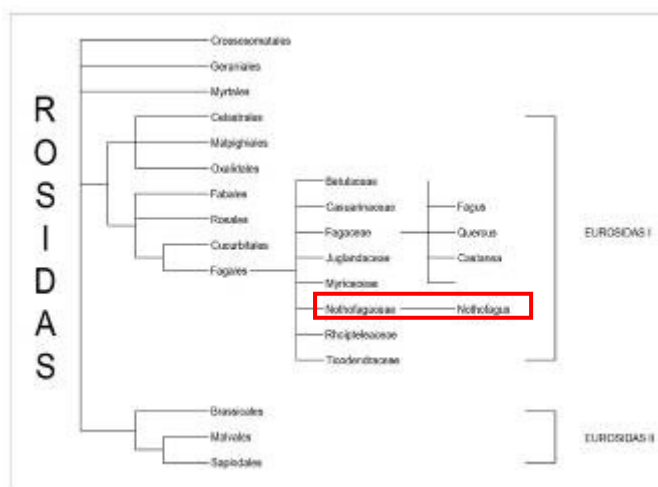 ROSIDAS
Crossosomatales
Geraniales
Myrtales
Celastrales
Malpighiales
Oxalidales
Fabales
Rosales
Cucurbitales
Fagales
Betulaceae
Casuarinaceae
Fagaceae
Juglandaceae
Myricaceae
Nothofagaceae
Rhoipteleaceae
Ticodendraceae
Fagus
Quercus
Castanea
Nothofagus
EUROSIDAS I
Brassicales
Malvales
Sapindales
EUROSIDAS II